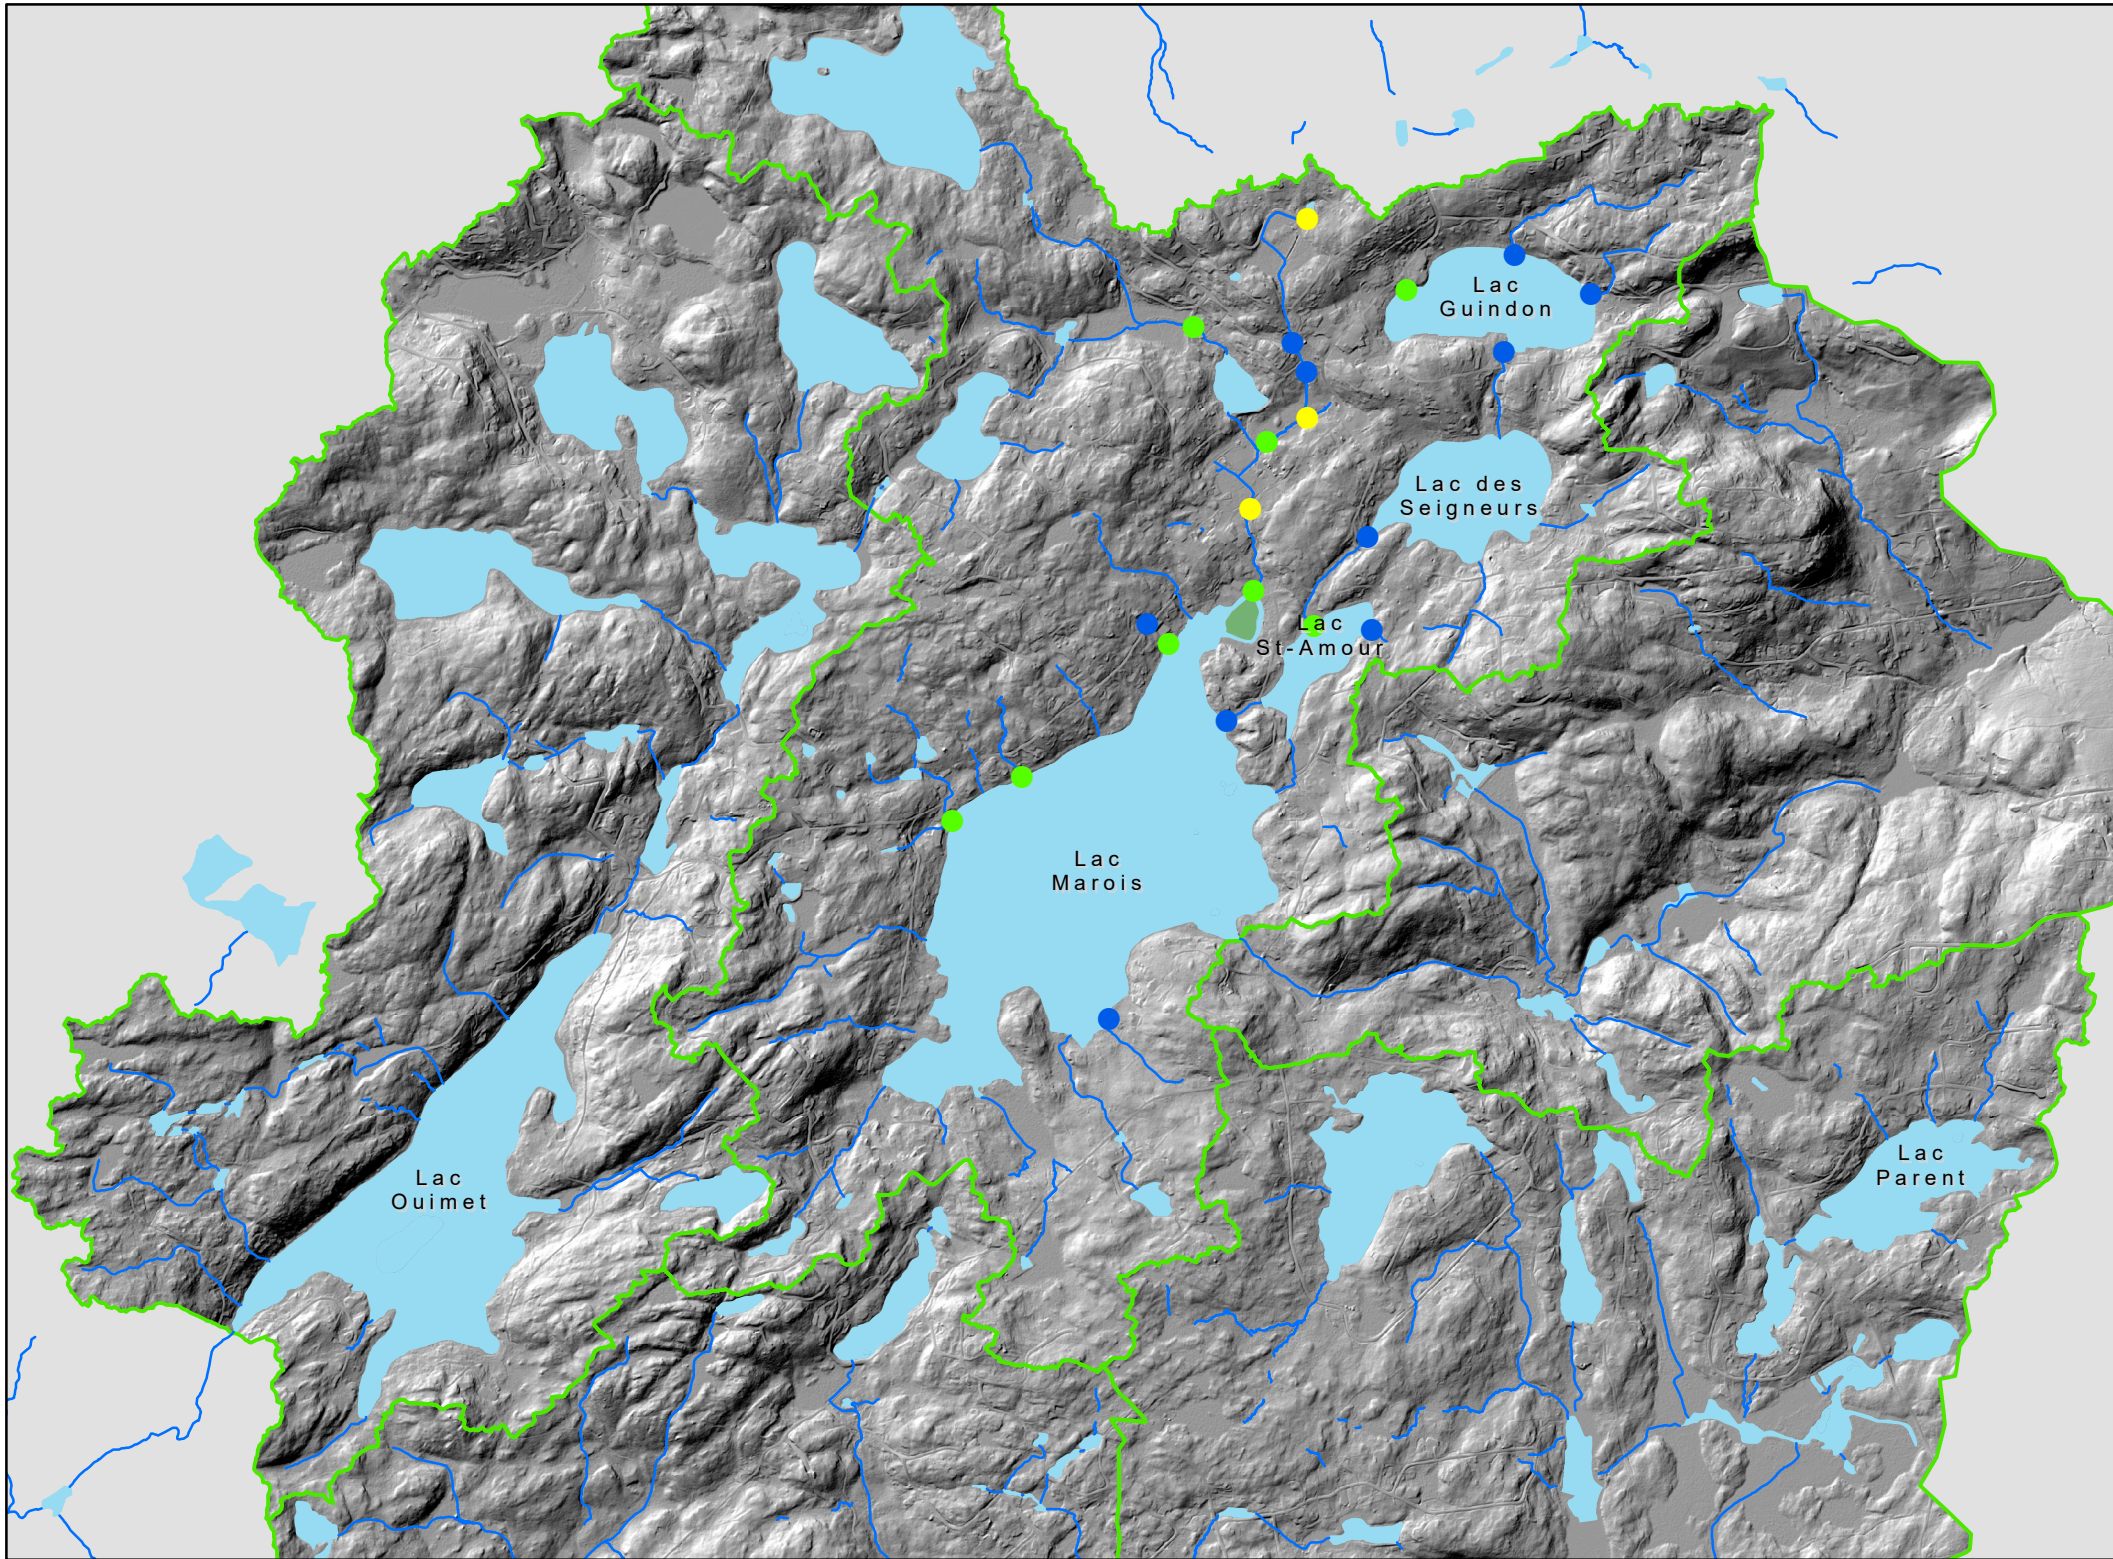 Lac
Guindon
Lac des
Seigneurs
Lac
St-Amour
Lac
Marois
Lac
Ouimet
Lac
Parent